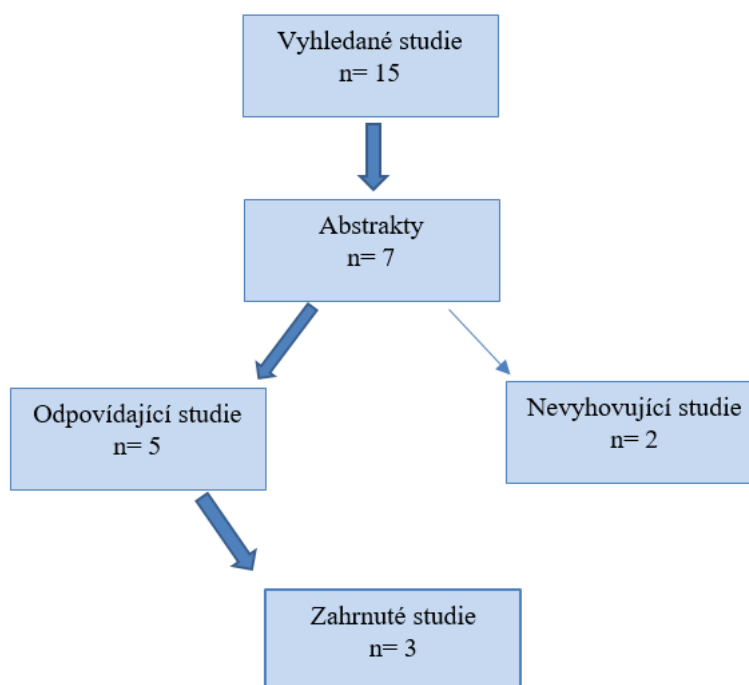 Vyhledané studie
n= 15
Abstrakty
n= 7
Odpovídající studie
n= 5
Nevyhovující studie
n= 2
Zahrnuté studie
n= 3